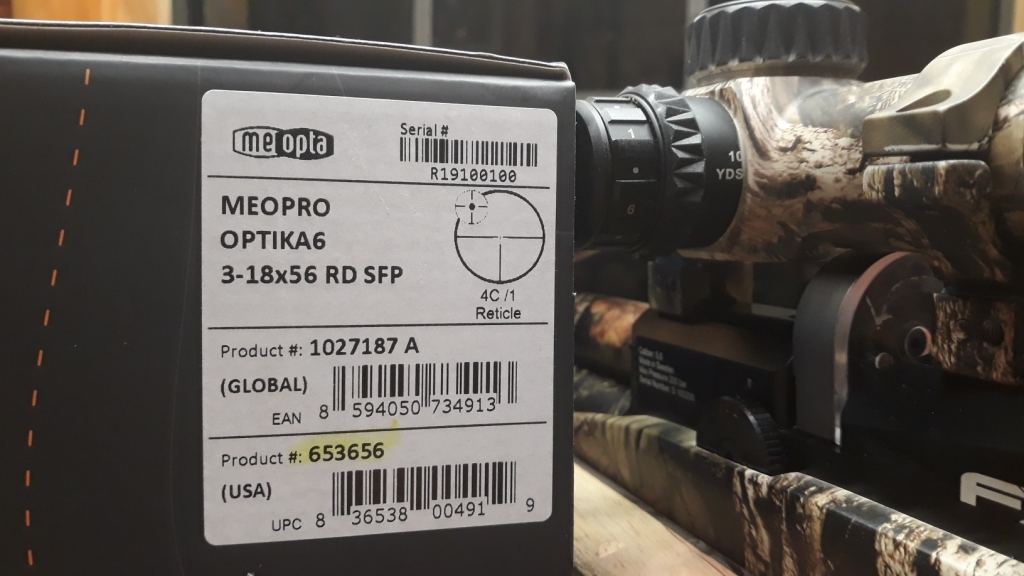 meopta
Serial #
R19100100
MEOPRO
OPTIKA6
3-18x56 RD SFP
4C /1
Reticle
Product #: 1027187 A
(GLOBAL)
EAN 8 594050 734913
Product #: 653656
(USA)
UPC 8 36538 00491 9
1
6
10
YDS